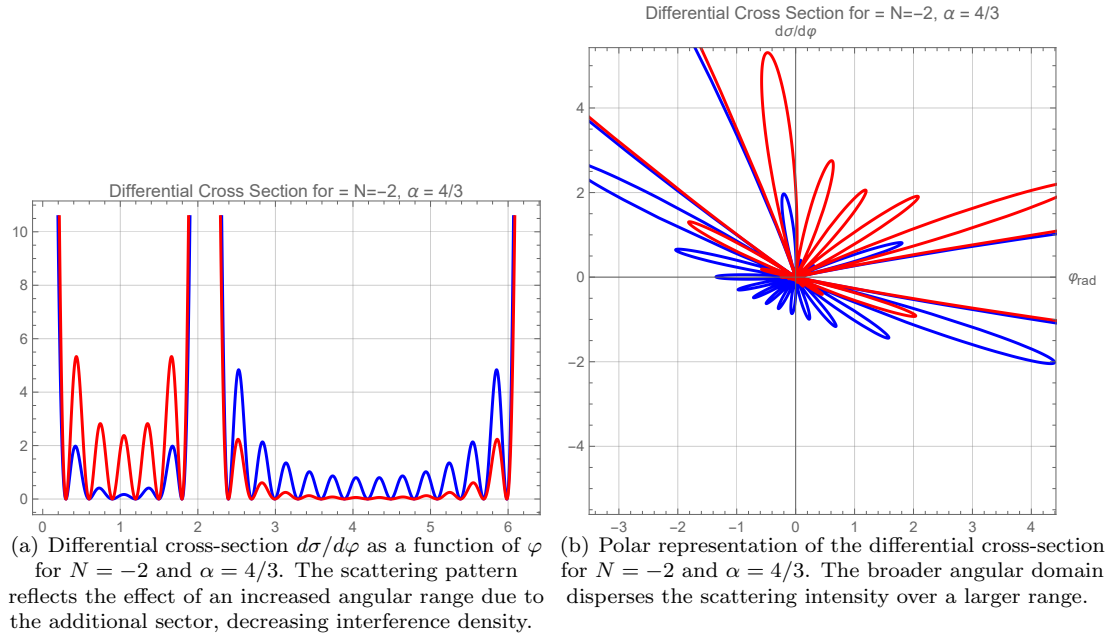 Differential Cross Section for = N=−2, α = 4/3
dσ/dφ
4
2
0
−2
−4
−3
−2
−1
0
1
2
3
4
φrad
Differential Cross Section for = N=−2, α = 4/3
10
8
6
4
2
0
0
1
2
3
4
5
6
(a) Differential cross-section dσ/dφ as a function of φ
for N = −2 and α = 4/3. The scattering pattern
reflects the effect of an increased angular range due to
the additional sector, decreasing interference density.
(b) Polar representation of the differential cross-section
for N = −2 and α = 4/3. The broader angular domain
disperses the scattering intensity over a larger range.